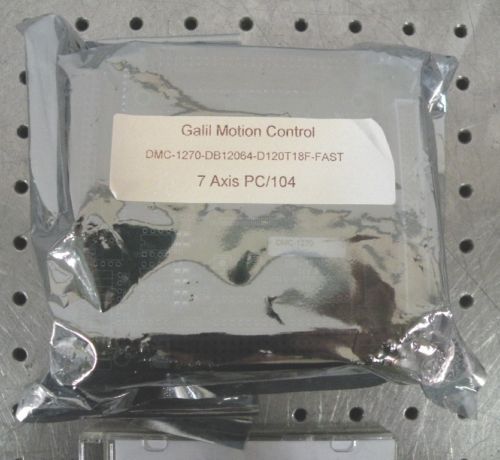 Galil Motion Control
DMC-1270-DB12064-D120T18F-FAST
7 Axis PC/104
DMC-1270